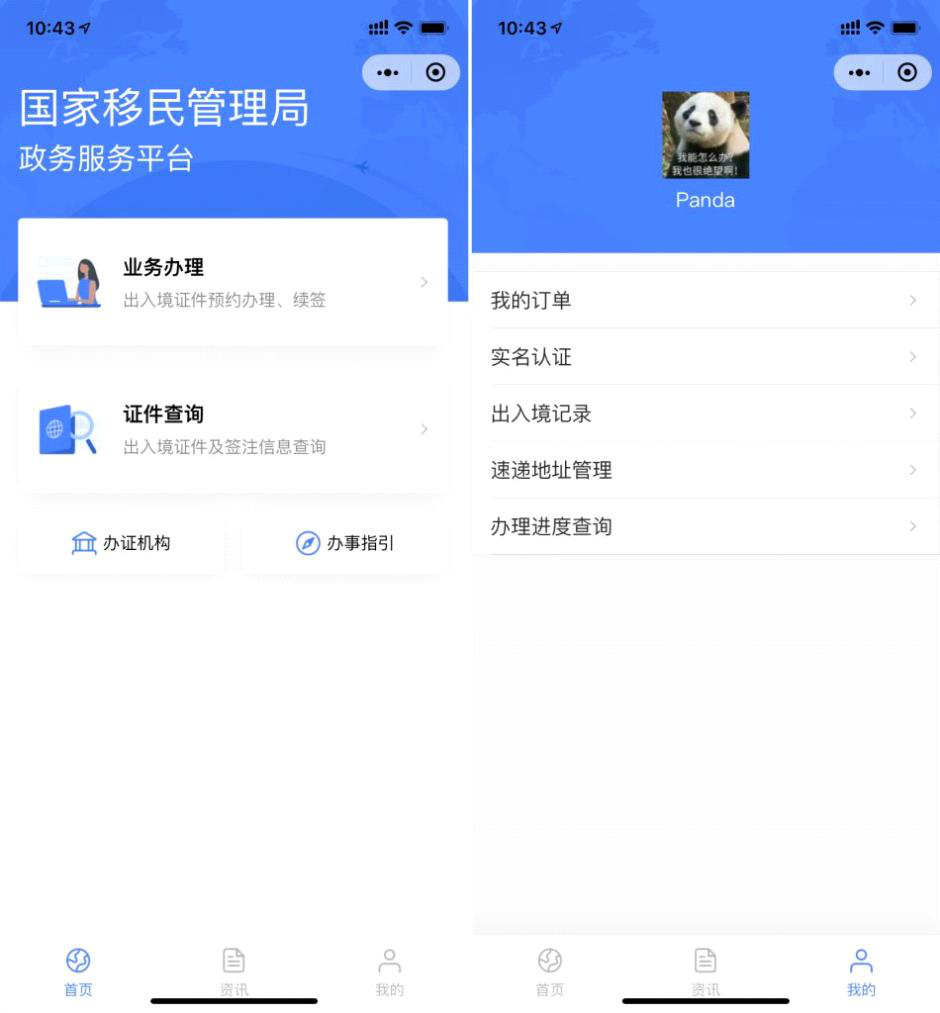 10:43
国家移民管理局
政务服务平台
业务办理
出入境证件预约办理、续签
证件查询
出入境证件及签注信息查询
办证机构
办事指引
首页
资讯
我的
10:43
我能怎么办?
我也很绝望啊!
Panda
我的订单
实名认证
出入境记录
速递地址管理
办理进度查询
首页
资讯
我的